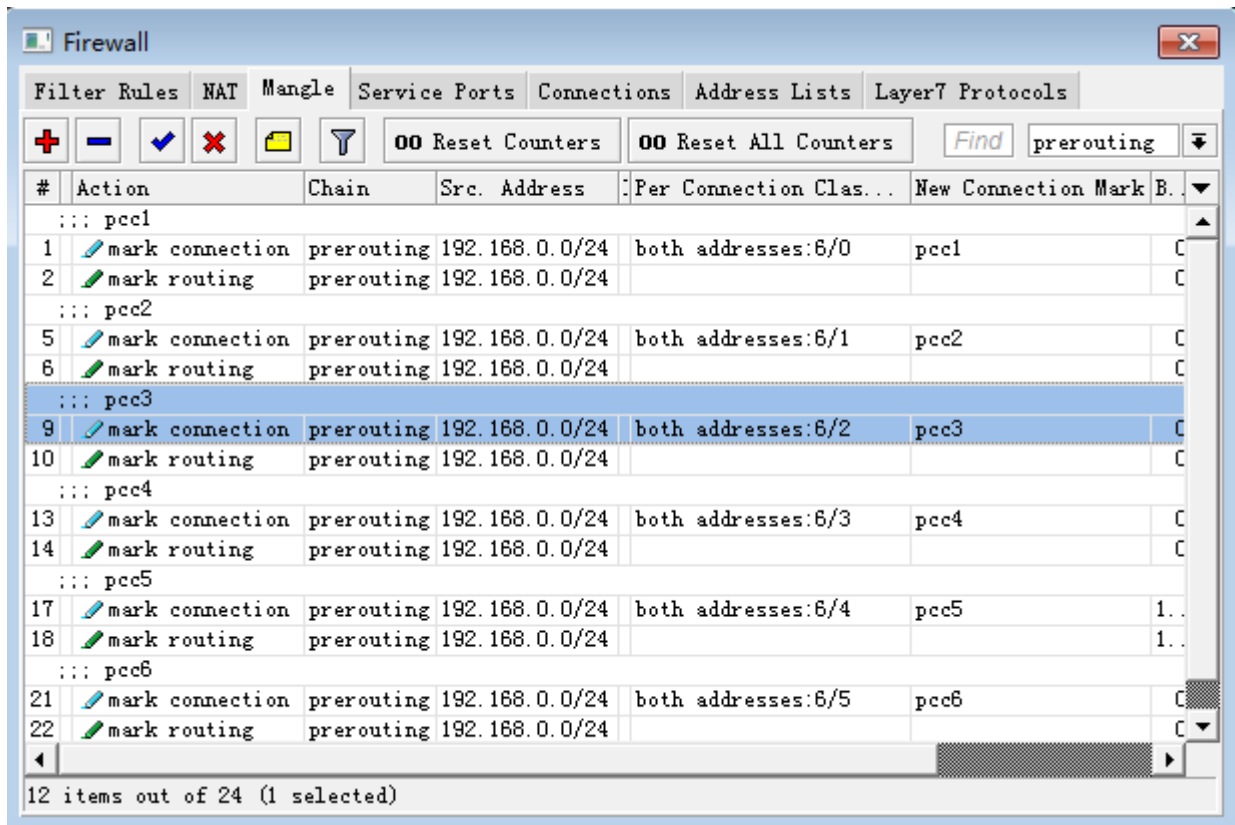 Firewall
Filter Rules NAT Mangle Service Ports Connections Address Lists Layer7 Protocols
00 Reset Counters 00 Reset All Counters Find prerouting
# Action Chain Src. Address Per Connection Clas... New Connection Mark B..
;;; pcc1
1 mark connection prerouting 192.168.0.0/24 both addresses:6/0 pcc1
2 mark routing prerouting 192.168.0.0/24
;;; pcc2
5 mark connection prerouting 192.168.0.0/24 both addresses:6/1 pcc2
6 mark routing prerouting 192.168.0.0/24
;;; pcc3
9 mark connection prerouting 192.168.0.0/24 both addresses:6/2 pcc3
10 mark routing prerouting 192.168.0.0/24
;;; pcc4
13 mark connection prerouting 192.168.0.0/24 both addresses:6/3 pcc4
14 mark routing prerouting 192.168.0.0/24
;;; pcc5
17 mark connection prerouting 192.168.0.0/24 both addresses:6/4 pcc5 1..
18 mark routing prerouting 192.168.0.0/24 1..
;;; pcc6
21 mark connection prerouting 192.168.0.0/24 both addresses:6/5 pcc6
22 mark routing prerouting 192.168.0.0/24
12 items out of 24 (1 selected)